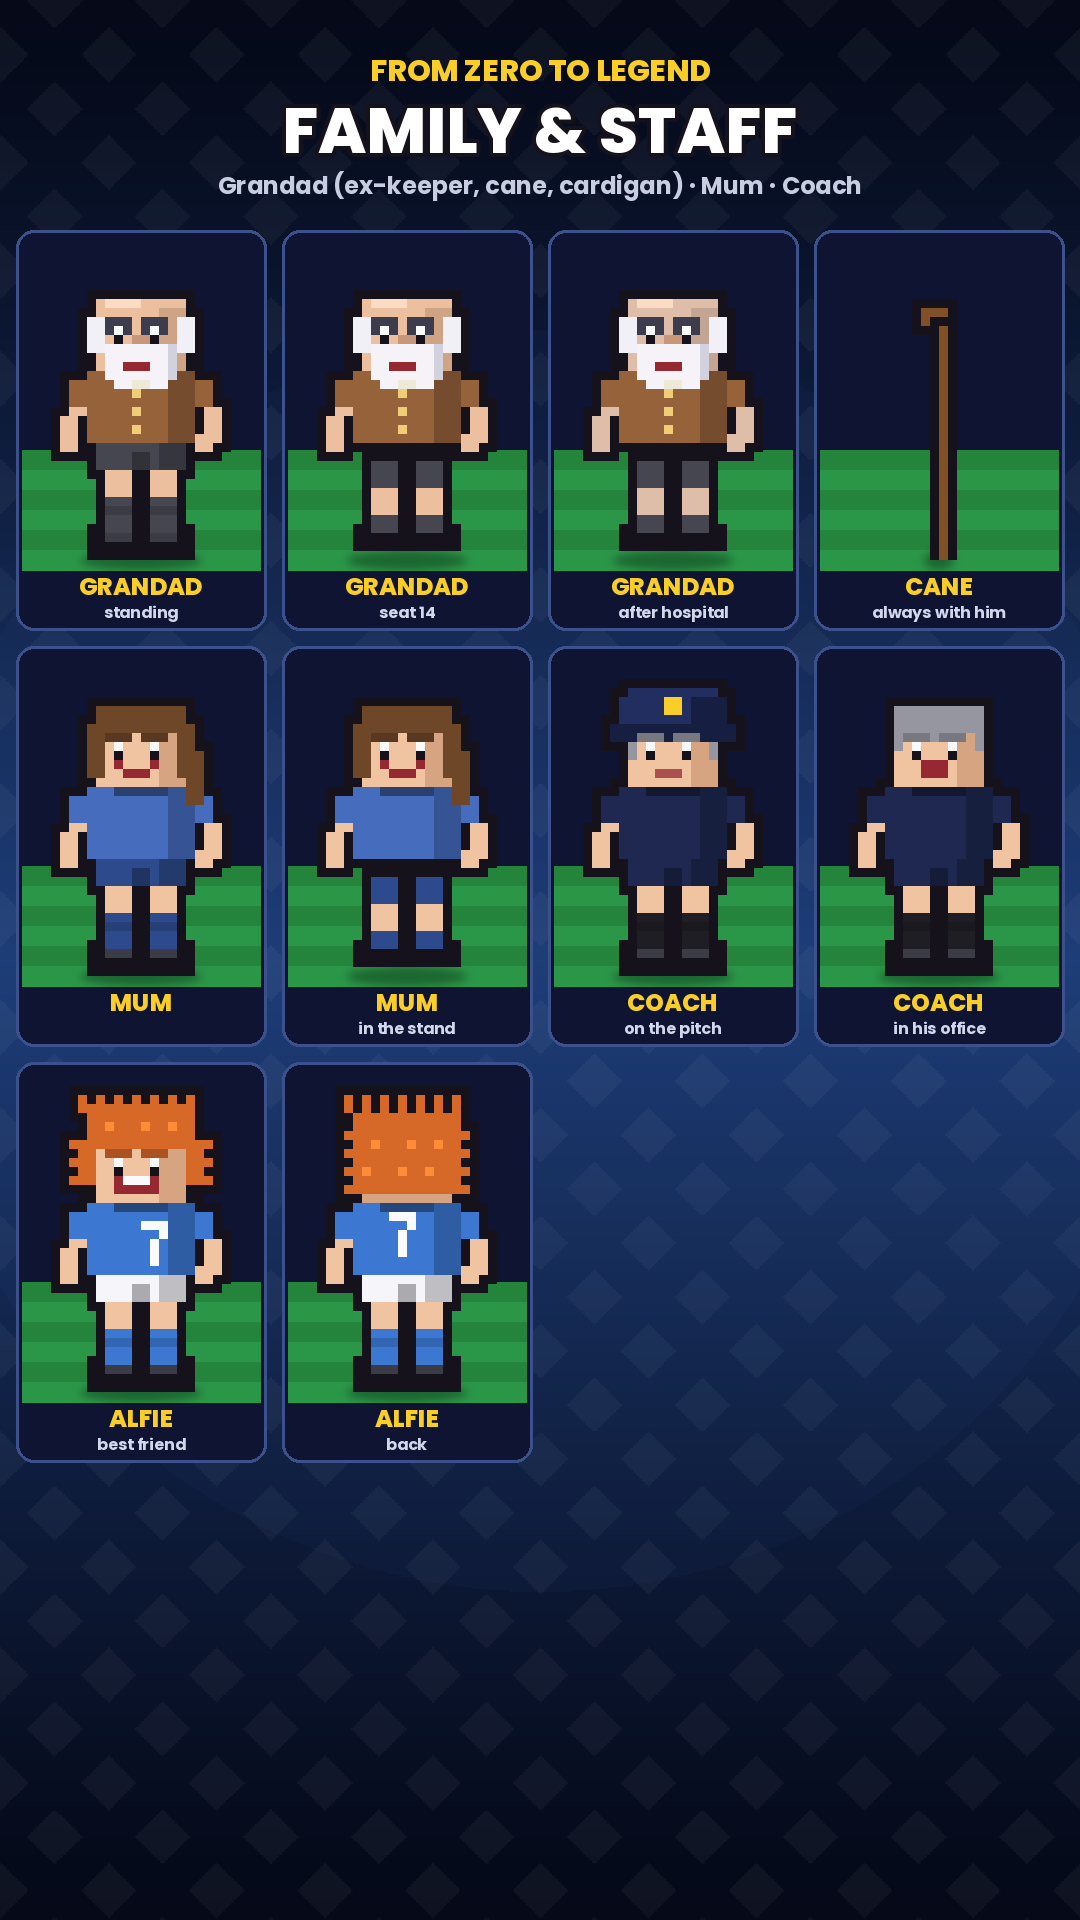 FROM ZERO TO LEGEND
FAMILY & STAFF
Grandad (ex-keeper, cane, cardigan) · Mum · Coach
GRANDAD
standing
GRANDAD
seat 14
GRANDAD
after hospital
CANE
always with him
MUM
MUM
in the stand
COACH
on the pitch
COACH
in his office
7
7
ALFIE
best friend
ALFIE
back